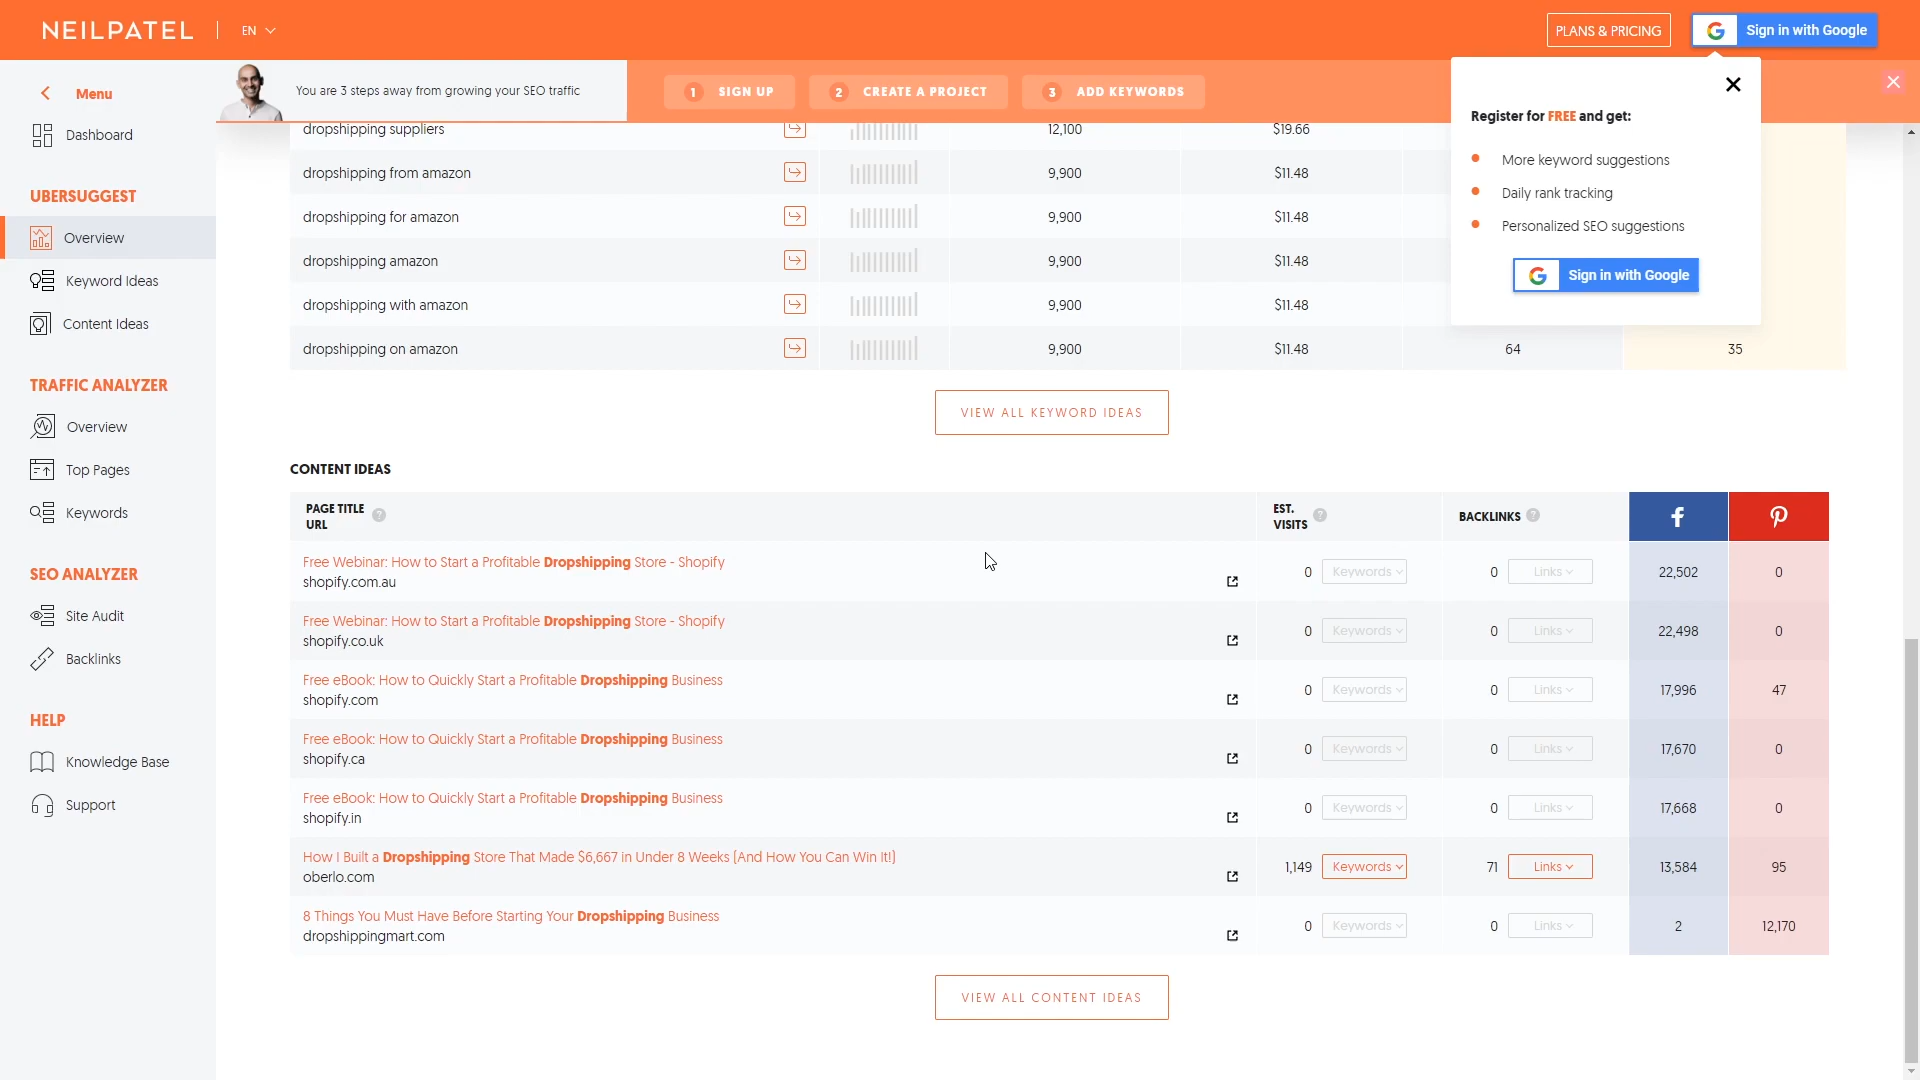 NEILPATEL
EN
PLANS & PRICING
Sign in with Google
Menu
You are 3 steps away from growing your SEO traffic
1 SIGN UP
2 CREATE A PROJECT
3 ADD KEYWORDS
Register for FREE and get:
More keyword suggestions
Daily rank tracking
Personalized SEO suggestions
Sign in with Google
Dashboard
UBERSUGGEST
Overview
Keyword Ideas
Content Ideas
TRAFFIC ANALYZER
Overview
Top Pages
Keywords
SEO ANALYZER
Site Audit
Backlinks
HELP
Knowledge Base
Support
dropshipping suppliers 12,100 $19.66
dropshipping from amazon 9,900 $11.48
dropshipping for amazon 9,900 $11.48
dropshipping amazon 9,900 $11.48
dropshipping with amazon 9,900 $11.48
dropshipping on amazon 9,900 $11.48 64 35
VIEW ALL KEYWORD IDEAS
CONTENT IDEAS
PAGE TITLE
URL
?
EST.
VISITS
?
BACKLINKS ?
Free Webinar: How to Start a Profitable Dropshipping Store - Shopify
shopify.com.au
0 Keywords 0 Links 22,502 0
Free Webinar: How to Start a Profitable Dropshipping Store - Shopify
shopify.co.uk
0 Keywords 0 Links 22,498 0
Free eBook: How to Quickly Start a Profitable Dropshipping Business
shopify.com
0 Keywords 0 Links 17,996 47
Free eBook: How to Quickly Start a Profitable Dropshipping Business
shopify.ca
0 Keywords 0 Links 17,670 0
Free eBook: How to Quickly Start a Profitable Dropshipping Business
shopify.in
0 Keywords 0 Links 17,668 0
How I Built a Dropshipping Store That Made $6,667 in Under 8 Weeks (And How You Can Win It!)
oberlo.com
1,149 Keywords 71 Links 13,584 95
8 Things You Must Have Before Starting Your Dropshipping Business
dropshippingmart.com
0 Keywords 0 Links 2 12,170
VIEW ALL CONTENT IDEAS